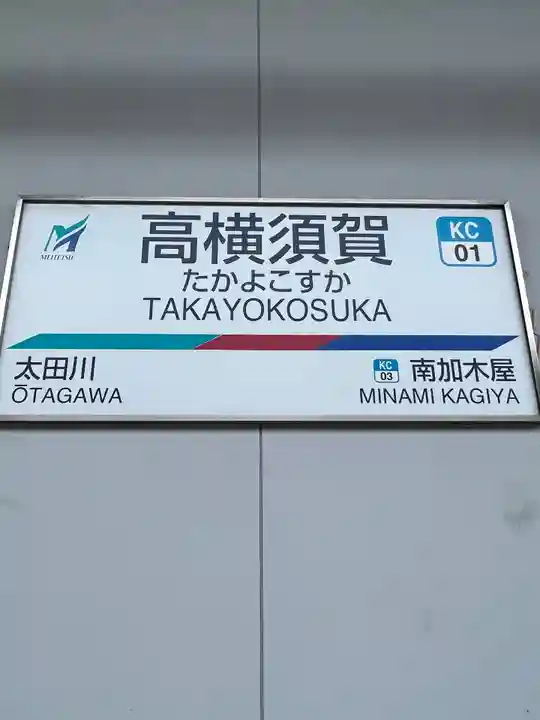 MEITETSU
高横須賀
KC
01
たかよこすか
TAKAYOKOSUKA
太田川
ŌTAGAWA
KC
03
南加木屋
MINAMI KAGIYA